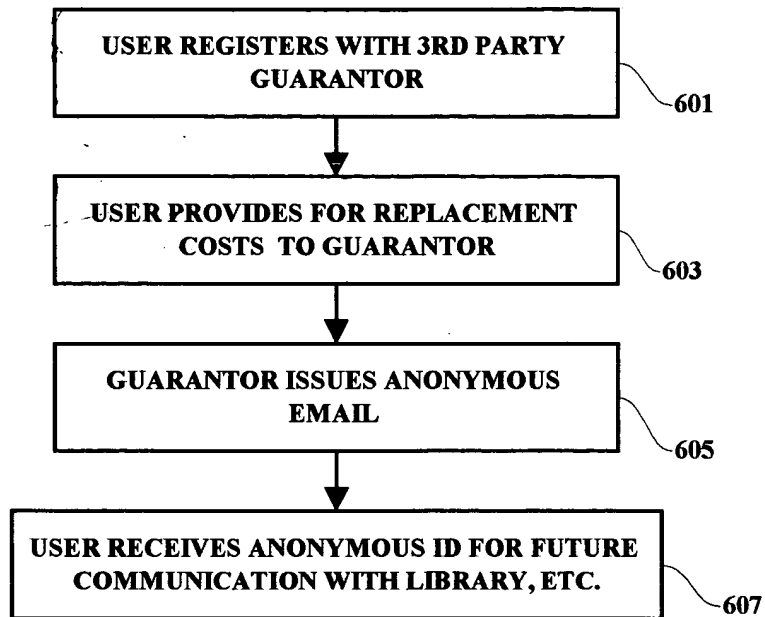 USER REGISTERS WITH 3RD PARTY
GUARANTOR
601
USER PROVIDES FOR REPLACEMENT
COSTS TO GUARANTOR
603
GUARANTOR ISSUES ANONYMOUS
EMAIL
605
USER RECEIVES ANONYMOUS ID FOR FUTURE
COMMUNICATION WITH LIBRARY, ETC.
607